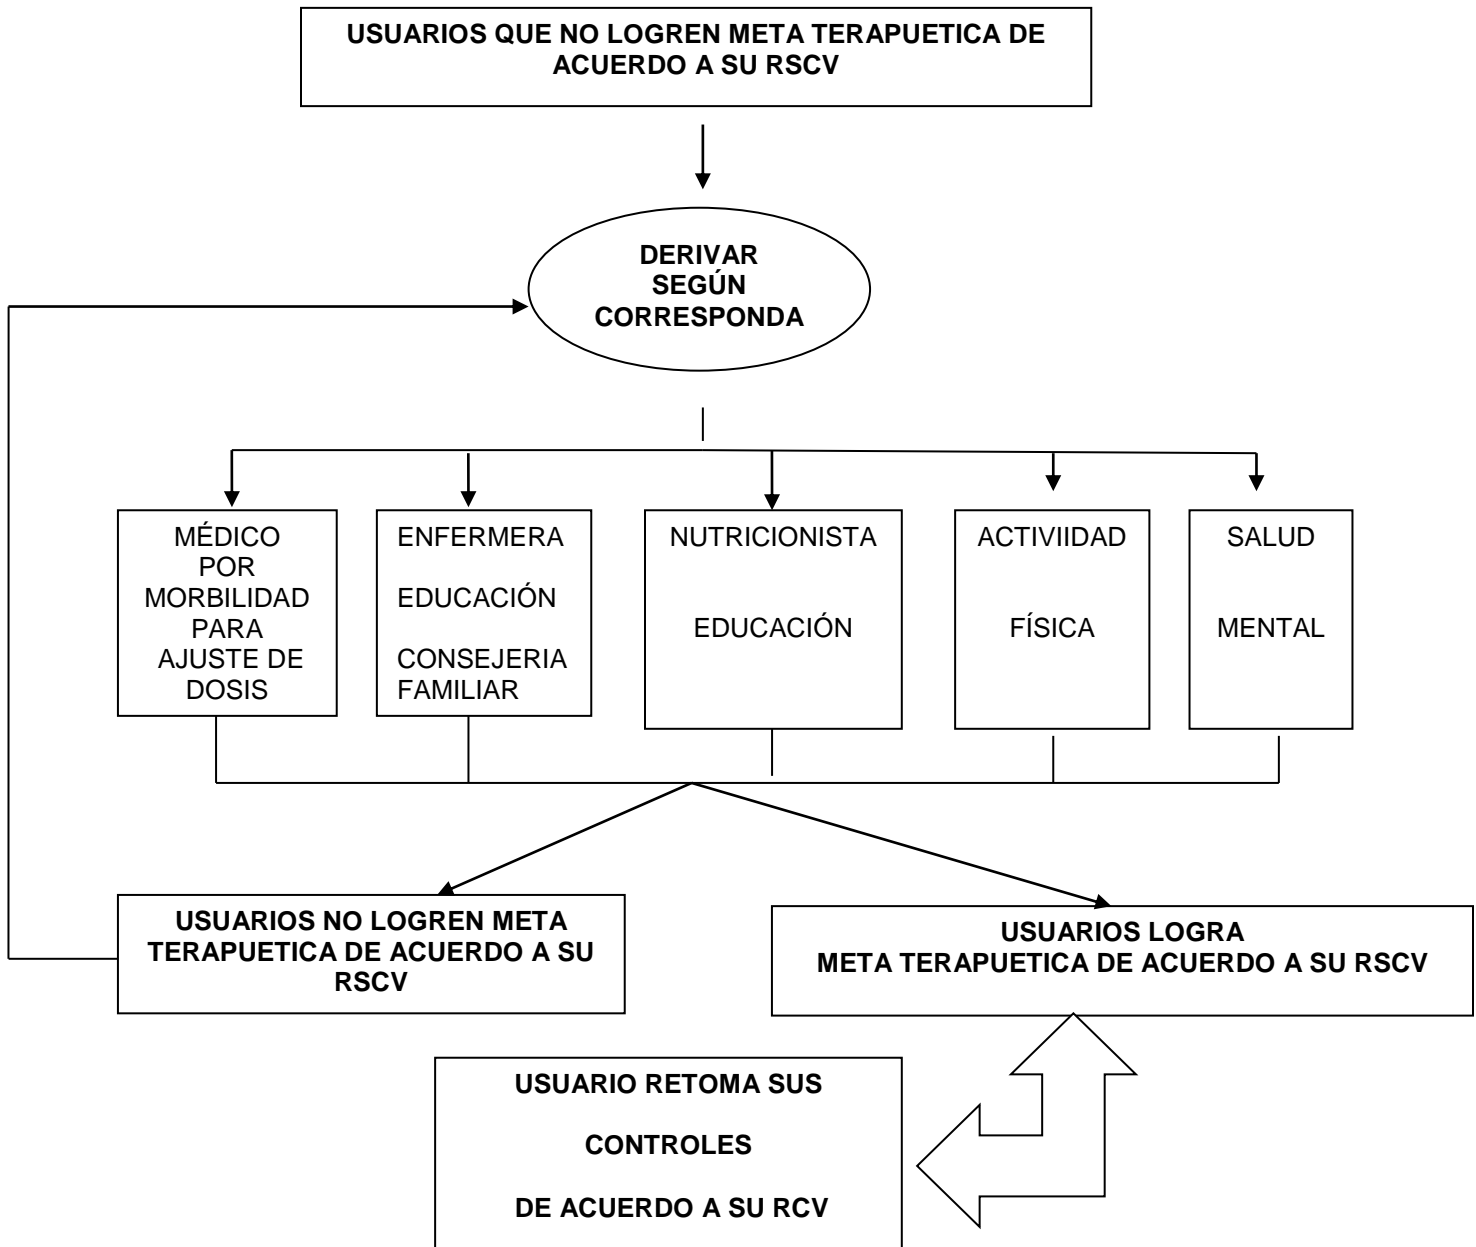 USUARIOS QUE NO LOGREN META TERAPUETICA DE
ACUERDO A SU RSCV
DERIVAR
SEGÚN
CORRESPONDA
MÉDICO
POR
MORBILIDAD
PARA
AJUSTE DE
DOSIS
ENFERMERA
EDUCACIÓN
CONSEJERIA
FAMILIAR
NUTRICIONISTA
EDUCACIÓN
ACTIVIIDAD
FÍSICA
SALUD
MENTAL
USUARIOS NO LOGREN META
TERAPUETICA DE ACUERDO A SU
RSCV
USUARIOS LOGRA
META TERAPUETICA DE ACUERDO A SU RSCV
USUARIO RETOMA SUS
CONTROLES
DE ACUERDO A SU RCV